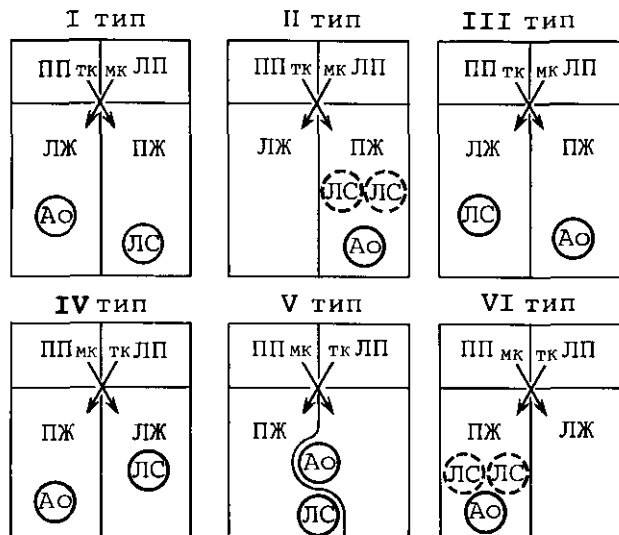 I тип II тип III тип
ПП тк мк ЛП ПП тк мк ЛП ПП тк мк ЛП
ЛЖ ПЖ ЛЖ ПЖ ЛЖ ПЖ
Ао ЛС ЛС ЛС Ао ЛС Ао
IV тип V тип VI тип
ПП мк тк ЛП ПП мк тк ЛП ПП мк тк ЛП
ПЖ ЛЖ ПЖ ПЖ ЛЖ
Ао ЛС Ао ЛС ЛС ЛС Ао